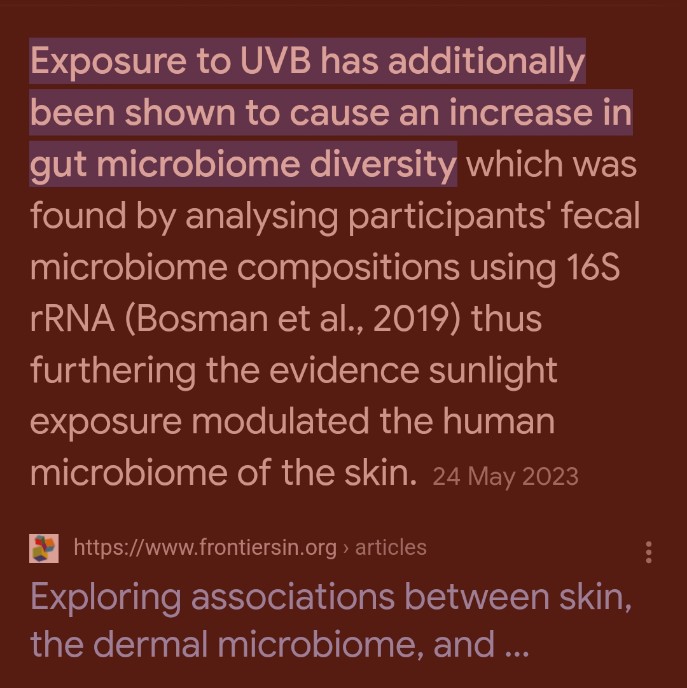 Exposure to UVB has additionally
been shown to cause an increase in
gut microbiome diversity which was
found by analysing participants' fecal
microbiome compositions using 16S
rRNA (Bosman et al., 2019) thus
furthering the evidence sunlight
exposure modulated the human
microbiome of the skin. 24 May 2023
https://www.frontiersin.org › articles
Exploring associations between skin,
the dermal microbiome, and ...